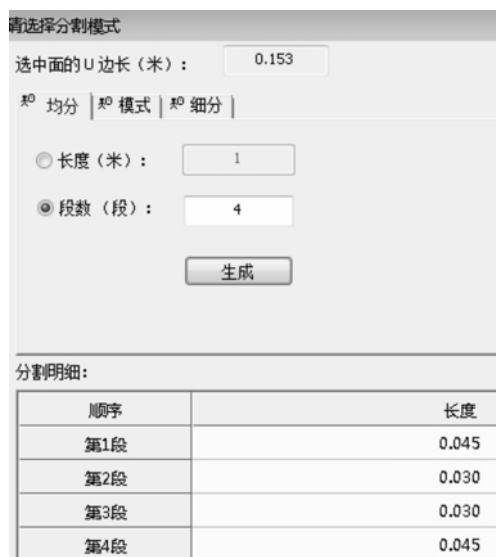 请选择分割模式
选中面的U边长（米）： 0.153
均分 模式 细分
长度（米）： 1
段数（段）： 4
生成
分割明细：
顺序 长度
第1段 0.045
第2段 0.030
第3段 0.030
第4段 0.045